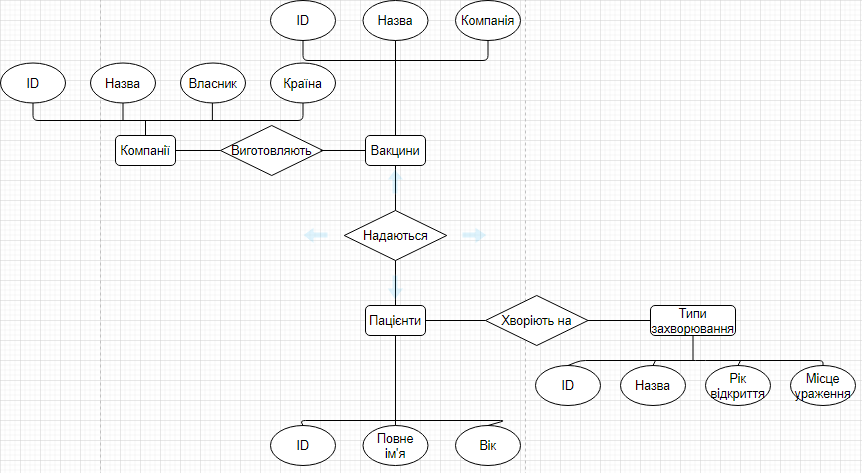 ID
Назва
Компанія
ID
Назва
Власник
Країна
Компанії
Виготовляють
Вакцини
Надаються
Пацієнти
Хворіють на
Типи
захворювання
ID
Назва
Рік
відкриття
Місце
ураження
ID
Повне
ім'я
Вік